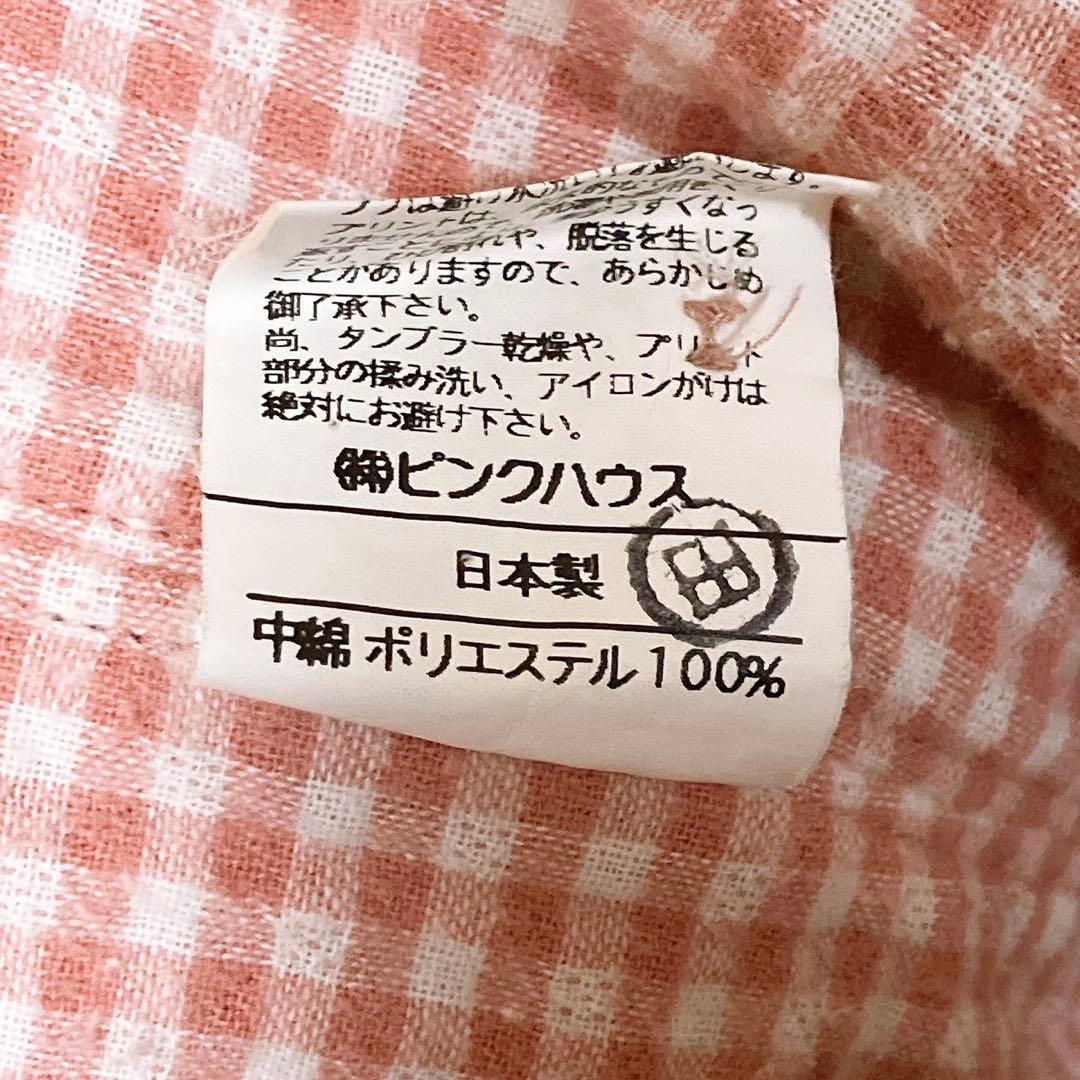 脱落を生じる
ことがありますので、あらかじめ
御了承下さい。
尚、タンブラー乾燥や、プリント
部分の揉み洗い、アイロンがけは
絶対にお避け下さい。
㈱ピンクハウス
日本製
田
中綿 ポリエステル100%